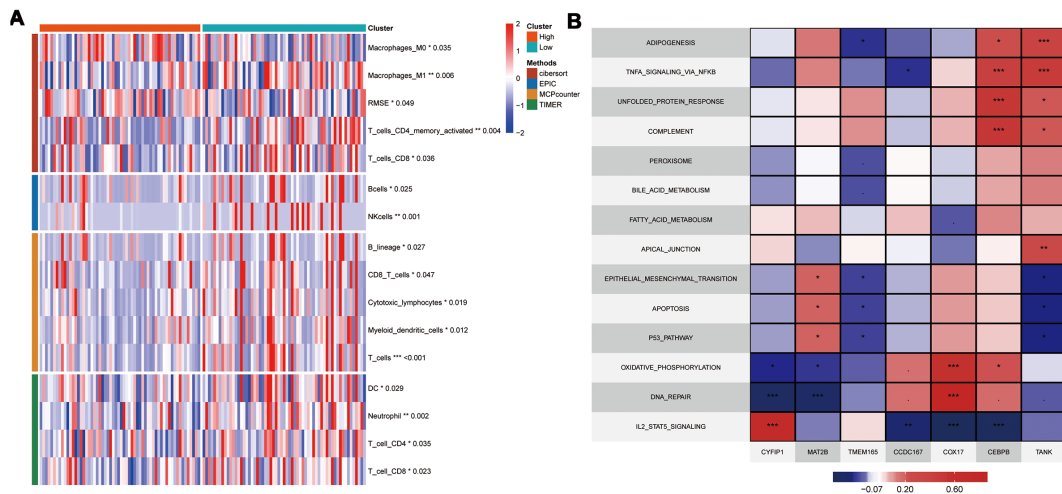 A
Cluster
Macrophages_M0 * 0.035
Macrophages_M1 ** 0.006
RMSE * 0.049
T_cells_CD4_memory_activated ** 0.004
T_cells_CD8 * 0.036
Bcells * 0.025
NKcells ** 0.001
B_lineage * 0.027
CD8_T_cells * 0.047
Cytotoxic_lymphocytes * 0.019
Myeloid_dendritic_cells * 0.012
T_cells *** <0.001
DC * 0.029
Neutrophil ** 0.002
T_cell_CD4 * 0.035
T_cell_CD8 * 0.023
2
1
0
−1
−2
Cluster
High
Low
Methods
cibersort
EPIC
MCPcounter
TIMER
B
ADIPOGENESIS * * ***
TNFA_SIGNALING_VIA_NFKB * *** ***
UNFOLDED_PROTEIN_RESPONSE *** *
COMPLEMENT *** *
PEROXISOME .
BILE_ACID_METABOLISM .
FATTY_ACID_METABOLISM .
APICAL_JUNCTION **
EPITHELIAL_MESENCHYMAL_TRANSITION * * *
APOPTOSIS * * *
P53_PATHWAY * * *
OXIDATIVE_PHOSPHORYLATION * * . *** *
DNA_REPAIR *** *** . *** . .
IL2_STAT5_SIGNALING *** ** *** ***
CYFIP1 MAT2B TMEM165 CCDC167 COX17 CEBPB TANK
−0.07 0.20 0.60